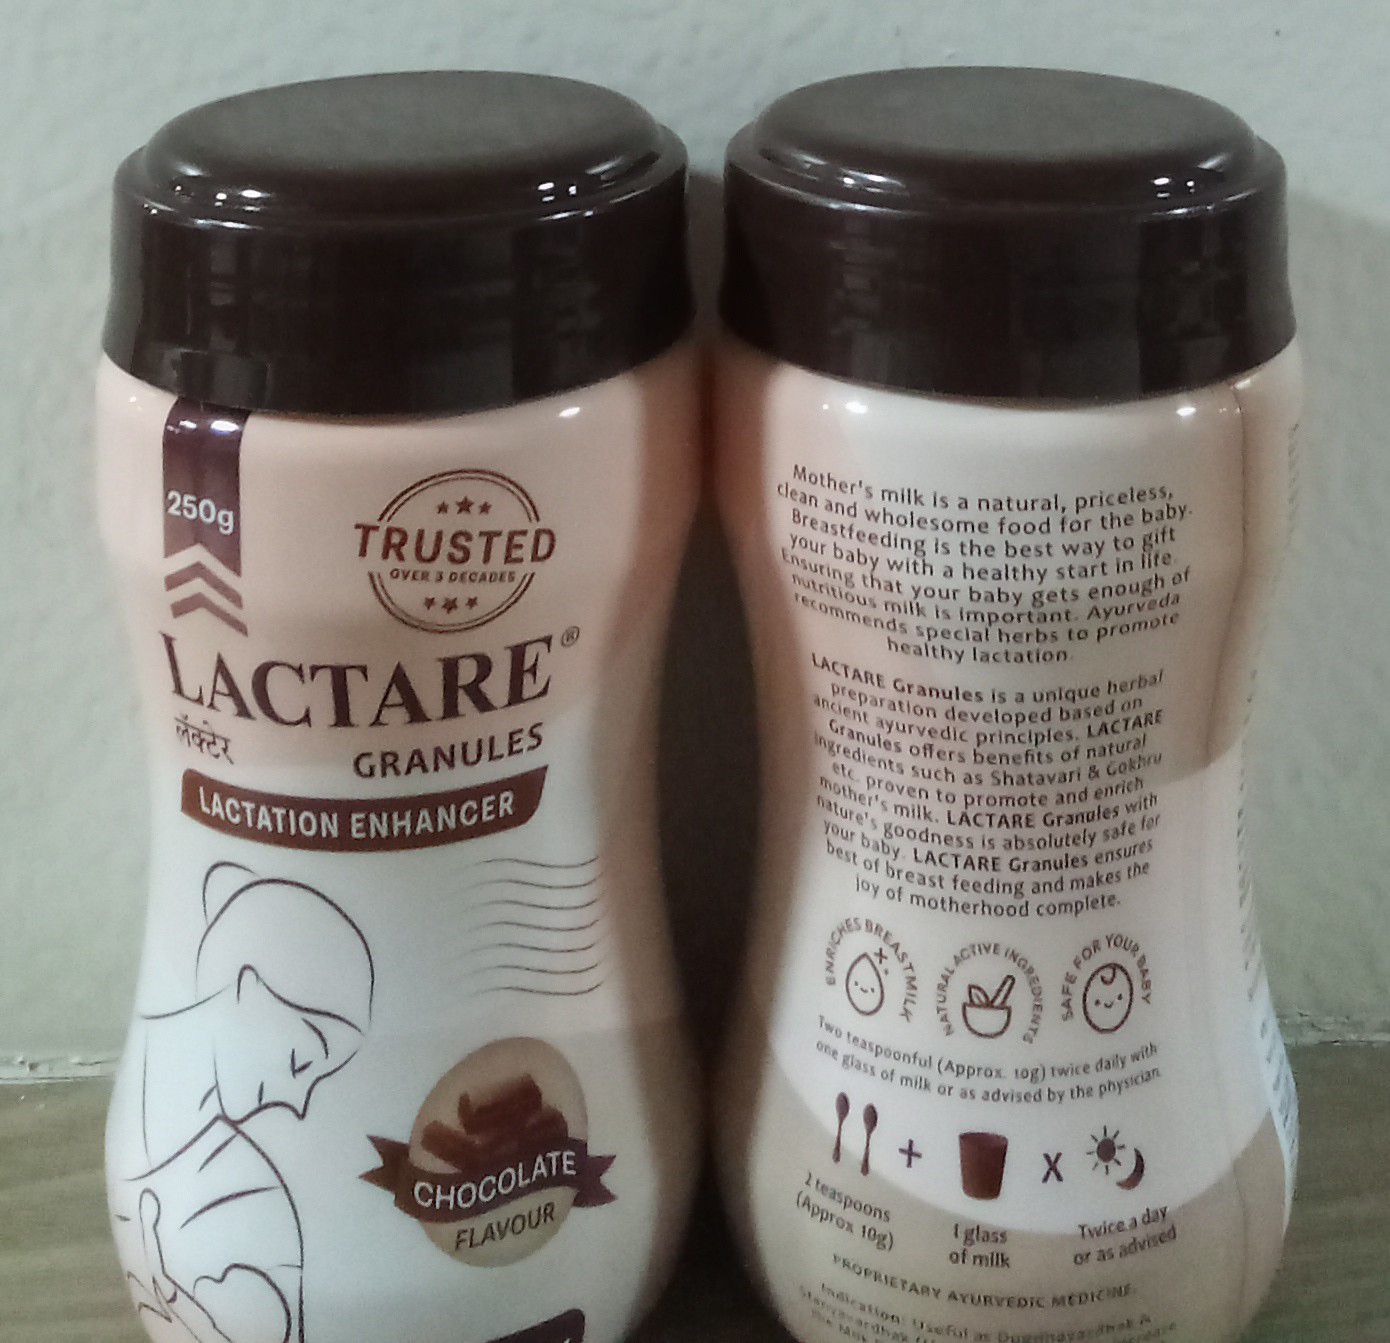 250g
TRUSTED
OVER 3 DECADES
LACTARE®
लॅक्टेर
GRANULES
LACTATION ENHANCER
CHOCOLATE
FLAVOUR
Mother's milk is a natural, priceless,
clean and wholesome food for the baby.
Breastfeeding is the best way to gift
your baby with a healthy start in life.
Ensuring that your baby gets enough of
nutritious milk is important. Ayurveda
recommends special herbs to promote
healthy lactation.
LACTARE Granules is a unique herbal
preparation developed based on
ancient ayurvedic principles. LACTARE
Granules offers benefits of natural
ingredients such as Shatavari & Gokhru
etc. proven to promote and enrich
mother's milk. LACTARE Granules with
nature's goodness is absolutely safe for
your baby. LACTARE Granules ensures
best of breast feeding and makes the
joy of motherhood complete.
ENRICHES BREASTMILK
NATURAL ACTIVE INGREDIENTS
SAFE FOR YOUR BABY
Two teaspoonful (Approx. 10g) twice daily with
one glass of milk or as advised by the physician.
+
X
2 teaspoons
(Approx 10g)
1 glass
of milk
Twice a day
or as advised
PROPRIETARY AYURVEDIC MEDICINE.
Indication: Useful as Dugdhavardhak &